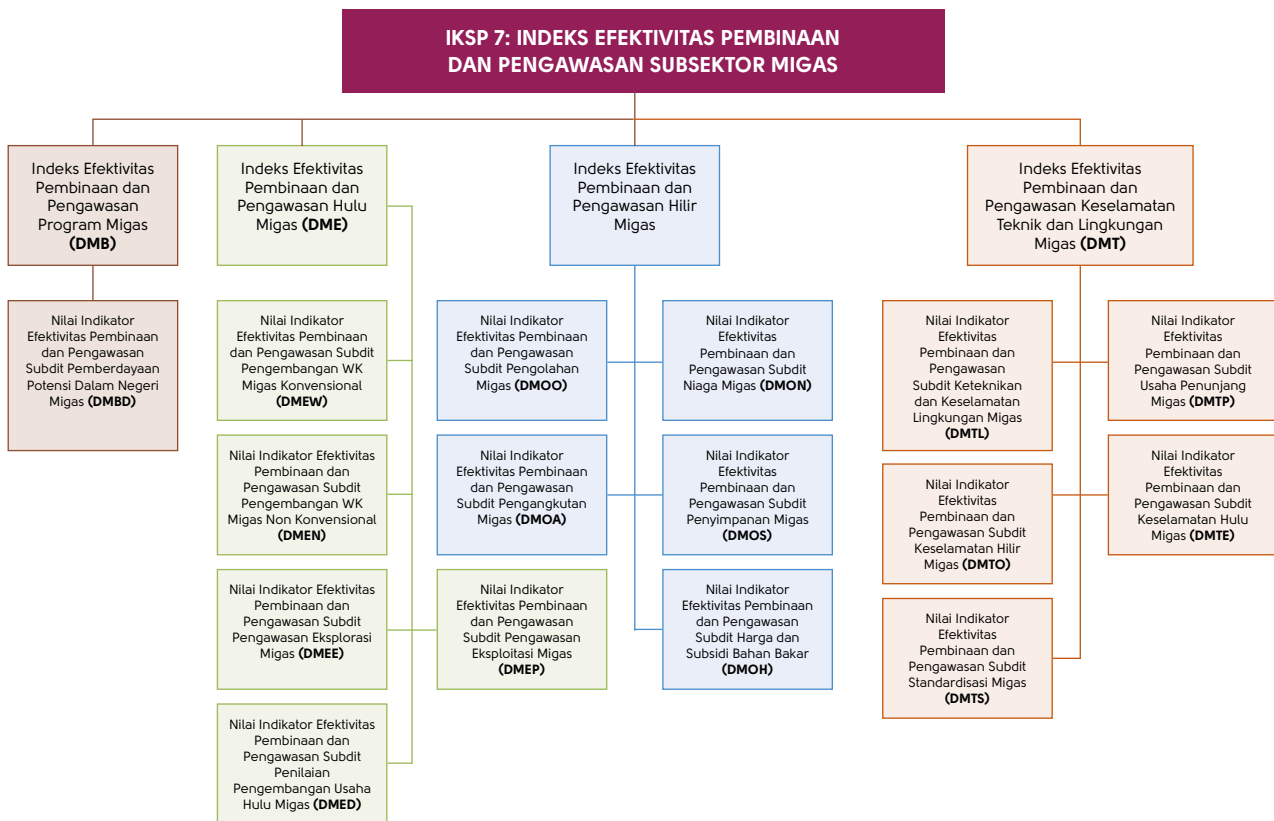 IKSP 7: INDEKS EFEKTIVITAS PEMBINAAN
DAN PENGAWASAN SUBSEKTOR MIGAS
Indeks Efektivitas
Pembinaan dan
Pengawasan
Program Migas
(DMB)
Indeks Efektivitas
Pembinaan dan
Pengawasan Hulu
Migas (DME)
Indeks Efektivitas
Pembinaan dan
Pengawasan Hilir
Migas
Indeks Efektivitas
Pembinaan dan
Pengawasan Keselamatan
Teknik dan Lingkungan
Migas (DMT)
Nilai Indikator
Efektivitas Pembinaan
dan Pengawasan
Subdit Pemberdayaan
Potensi Dalam Negeri
Migas (DMBD)
Nilai Indikator
Efektivitas Pembinaan
dan Pengawasan Subdit
Pengembangan WK
Migas Konvensional
(DMEW)
Nilai Indikator
Efektivitas Pembinaan
dan Pengawasan
Subdit Pengolahan
Migas (DMOO)
Nilai Indikator
Efektivitas
Pembinaan dan
Pengawasan Subdit
Niaga Migas (DMON)
Nilai Indikator
Efektivitas
Pembinaan dan
Pengawasan
Subdit Keteknikan
dan Keselamatan
Lingkungan Migas
(DMTL)
Nilai Indikator
Efektivitas
Pembinaan dan
Pengawasan Subdit
Usaha Penunjang
Migas (DMTP)
Nilai Indikator Efektivitas
Pembinaan dan
Pengawasan Subdit
Pengembangan WK
Migas Non Konvensional
(DMEN)
Nilai Indikator
Efektivitas Pembinaan
dan Pengawasan
Subdit Pengangkutan
Migas (DMOA)
Nilai Indikator
Efektivitas
Pembinaan dan
Pengawasan Subdit
Penyimpanan Migas
(DMOS)
Nilai Indikator
Efektivitas
Pembinaan dan
Pengawasan Subdit
Keselamatan Hilir
Migas (DMTO)
Nilai Indikator
Efektivitas
Pembinaan dan
Pengawasan Subdit
Keselamatan Hulu
Migas (DMTE)
Nilai Indikator Efektivitas
Pembinaan dan
Pengawasan Subdit
Pengawasan Eksplorasi
Migas (DMEE)
Nilai Indikator
Efektivitas Pembinaan
dan Pengawasan
Subdit Pengawasan
Eksploitasi Migas
(DMEP)
Nilai Indikator
Efektivitas Pembinaan
dan Pengawasan
Subdit Harga dan
Subsidi Bahan Bakar
(DMOH)
Nilai Indikator
Efektivitas
Pembinaan dan
Pengawasan Subdit
Standardisasi Migas
(DMTS)
Nilai Indikator Efektivitas
Pembinaan dan
Pengawasan Subdit
Penilaian
Pengembangan Usaha
Hulu Migas (DMED)